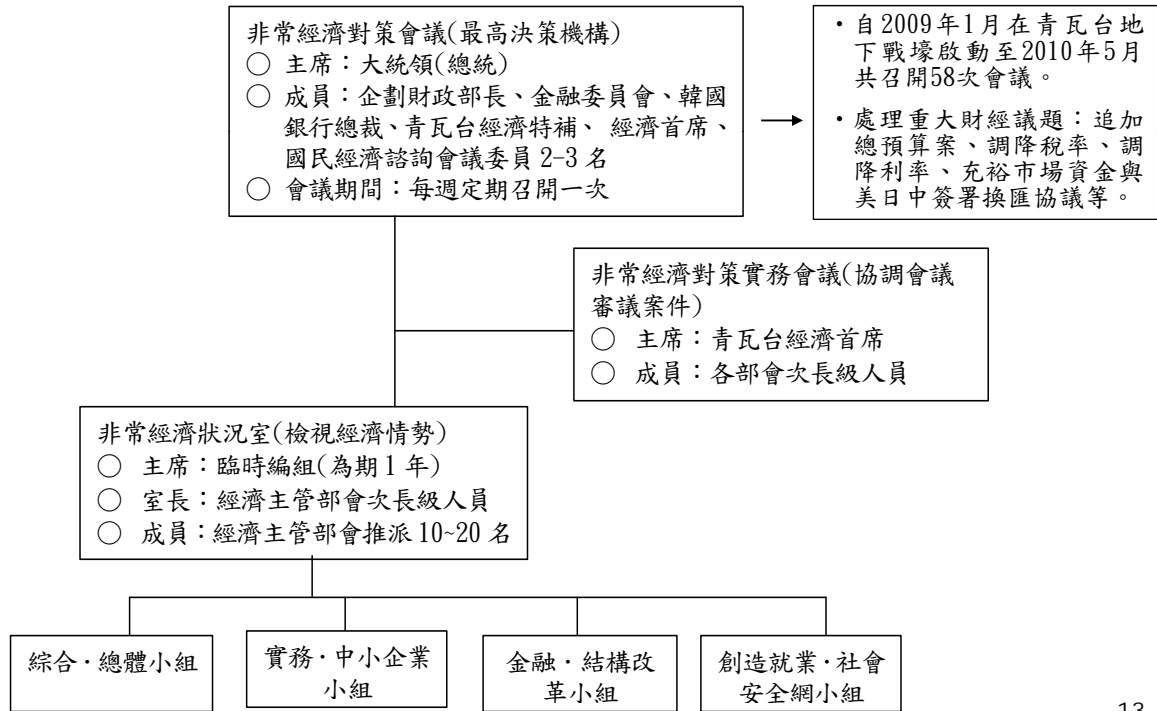 非常經濟對策會議(最高決策機構)
○ 主席：大統領(總統)
○ 成員：企劃財政部長、金融委員會、韓國
銀行總裁、青瓦台經濟特補、 經濟首席、
國民經濟諮詢會議委員 2-3 名
○ 會議期間：每週定期召開一次
・自2009年1月在青瓦台地
下戰壕啟動至2010年5月
共召開58次會議。
・處理重大財經議題：追加
總預算案、調降稅率、調
降利率、充裕市場資金與
美日中簽署換匯協議等。
非常經濟對策實務會議(協調會議
審議案件)
○ 主席：青瓦台經濟首席
○ 成員：各部會次長級人員
非常經濟狀況室(檢視經濟情勢)
○ 主席：臨時編組(為期 1 年)
○ 室長：經濟主管部會次長級人員
○ 成員：經濟主管部會推派 10~20 名
綜合·總體小組
實務·中小企業
小組
金融·結構改
革小組
創造就業·社會
安全網小組
13